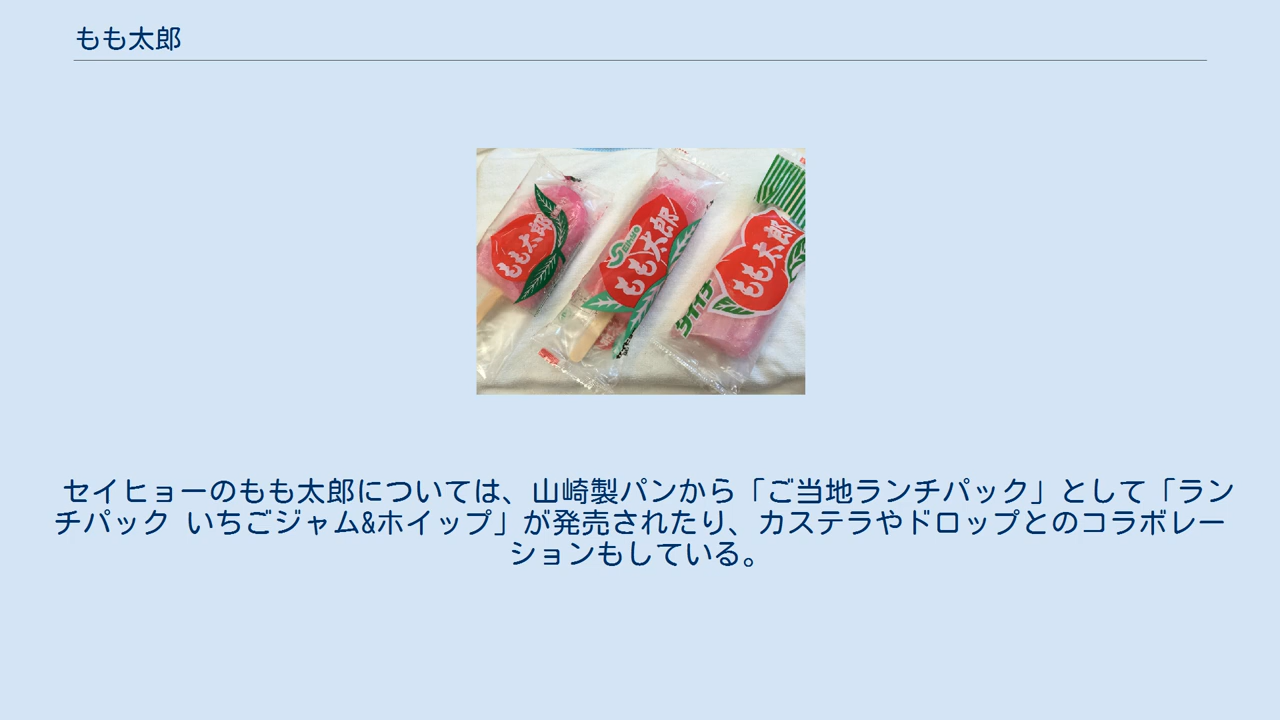 もも太郎
もも太郎
もも太郎
もも太郎
ダイイチ
セイヒョーのもも太郎については、山崎製パンから「ご当地ランチパック」として「ラン
チパック いちごジャム&ホイップ」が発売されたり、カステラやドロップとのコラボレー
ションもしている。